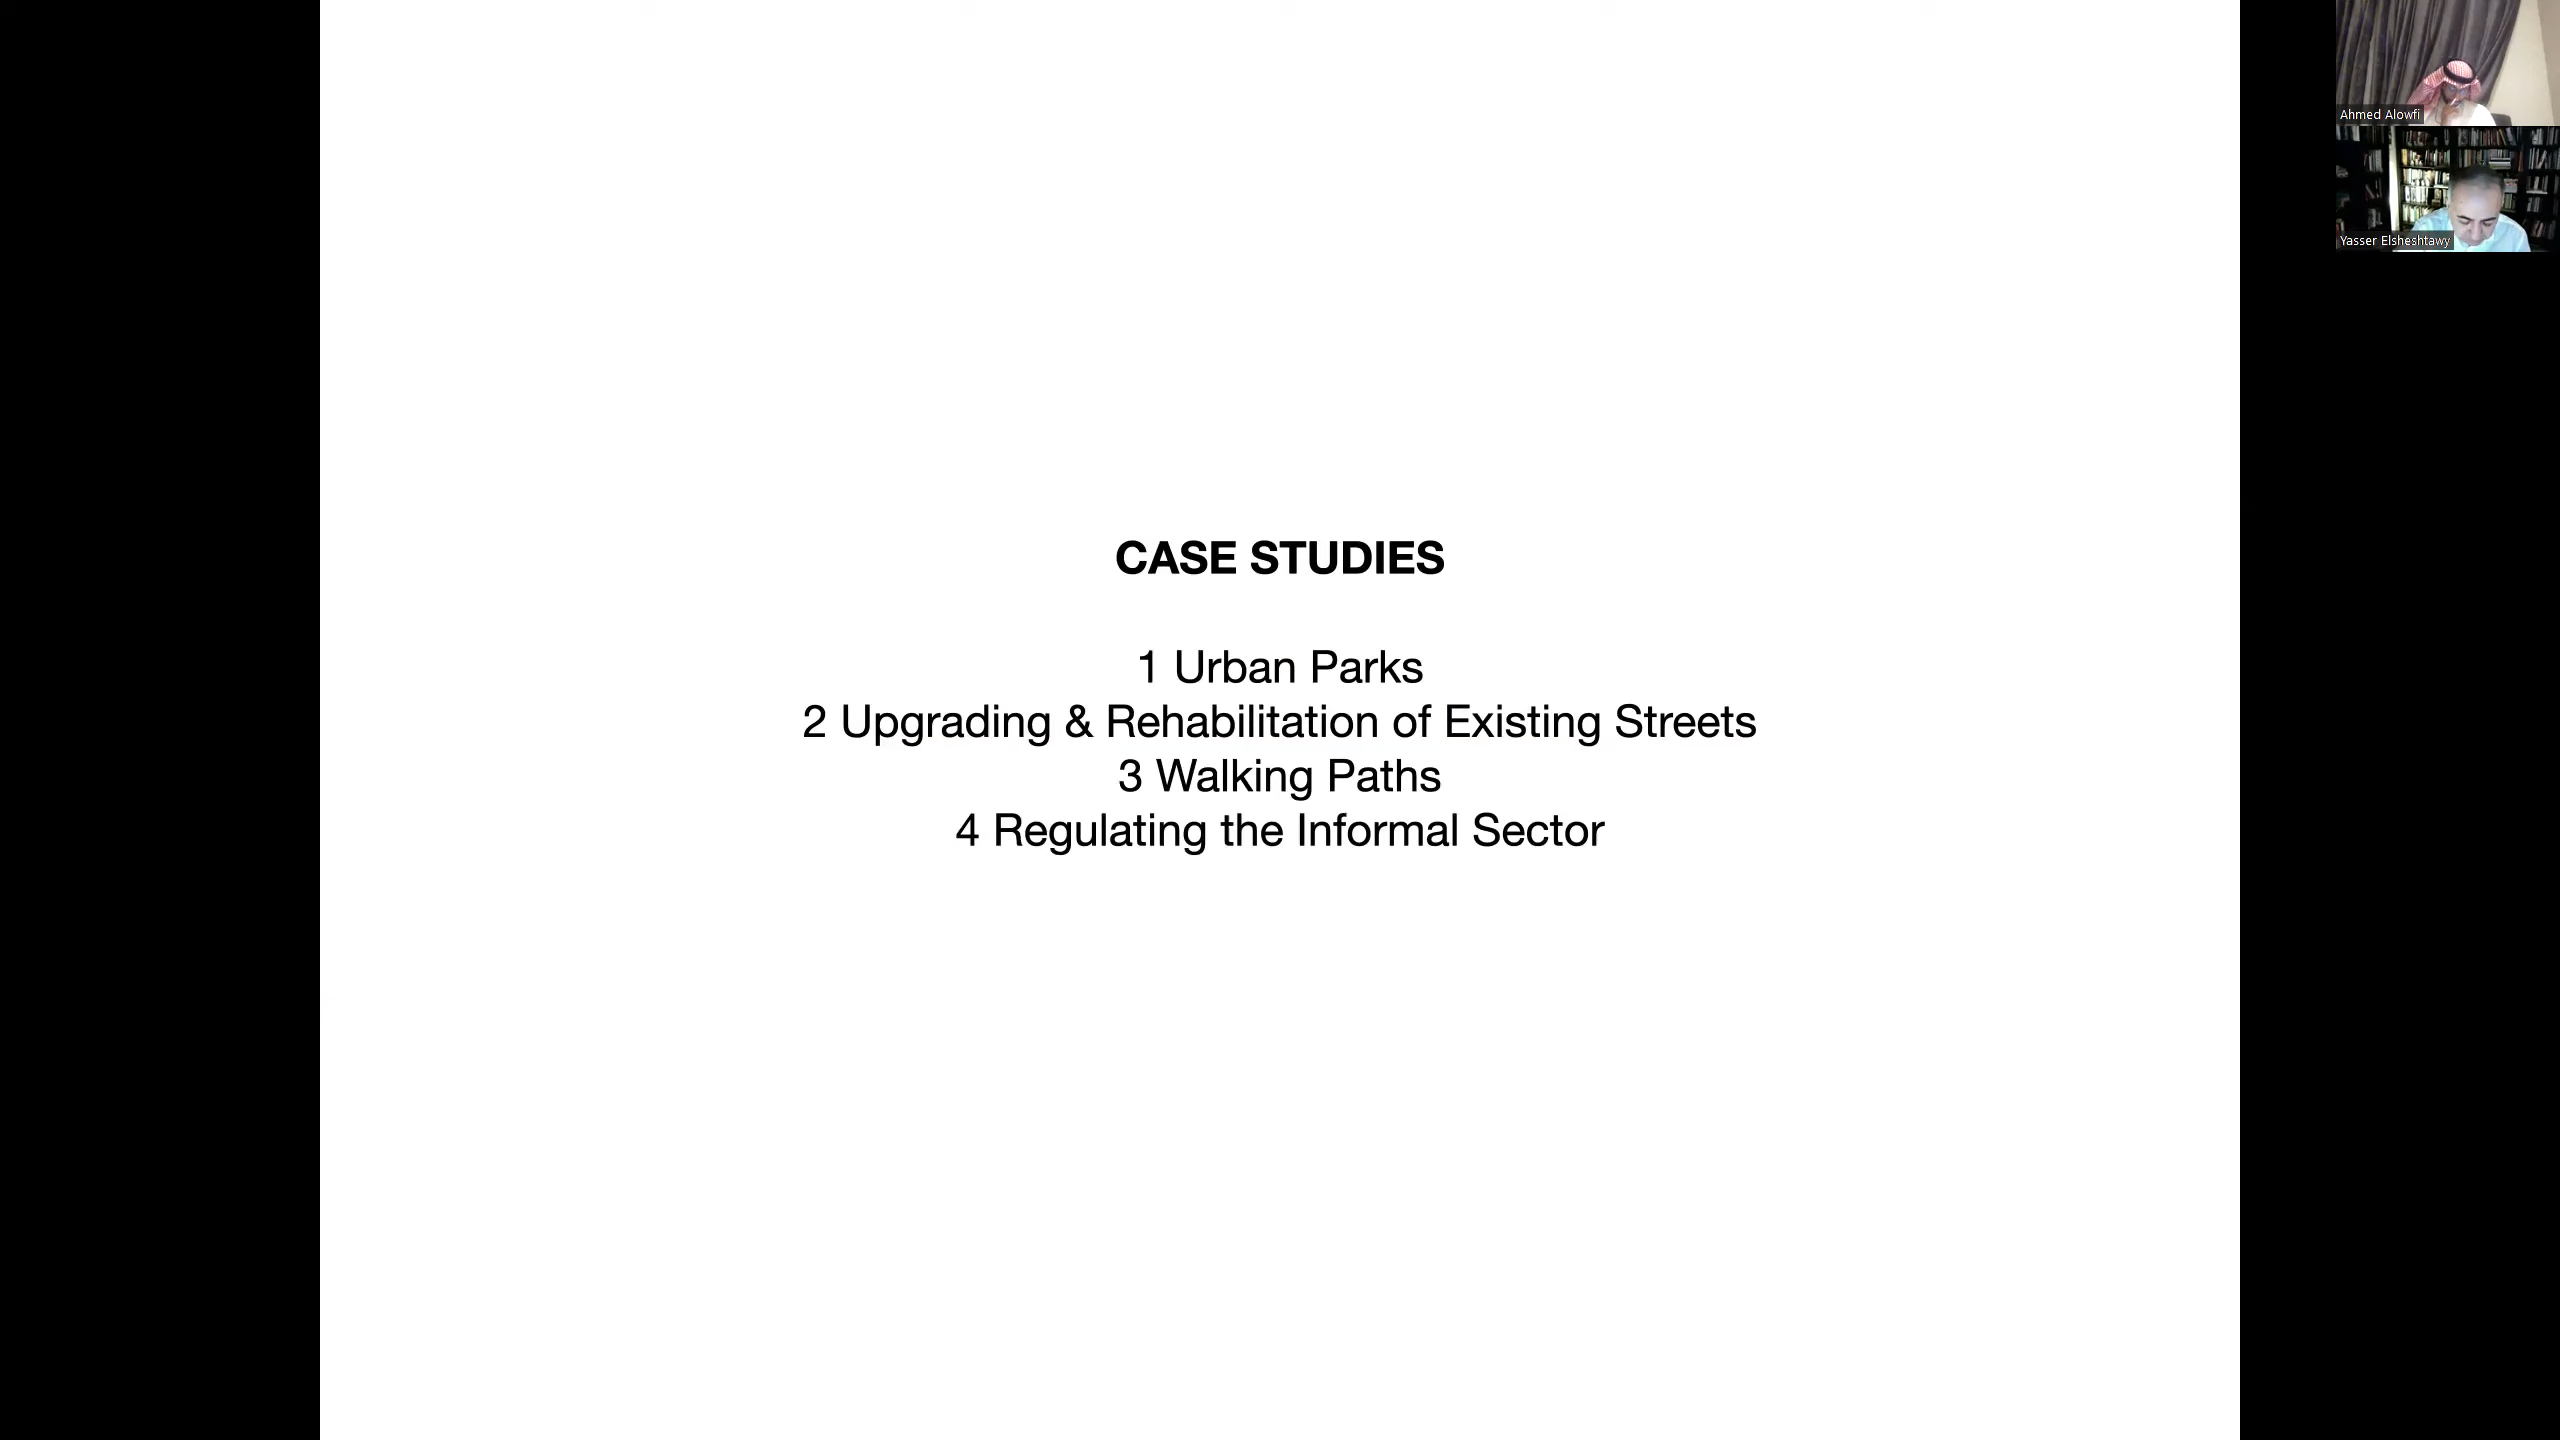 CASE STUDIES
1 Urban Parks
2 Upgrading & Rehabilitation of Existing Streets
3 Walking Paths
4 Regulating the Informal Sector
Ahmed Alowfi
Yasser Elsheshtawy